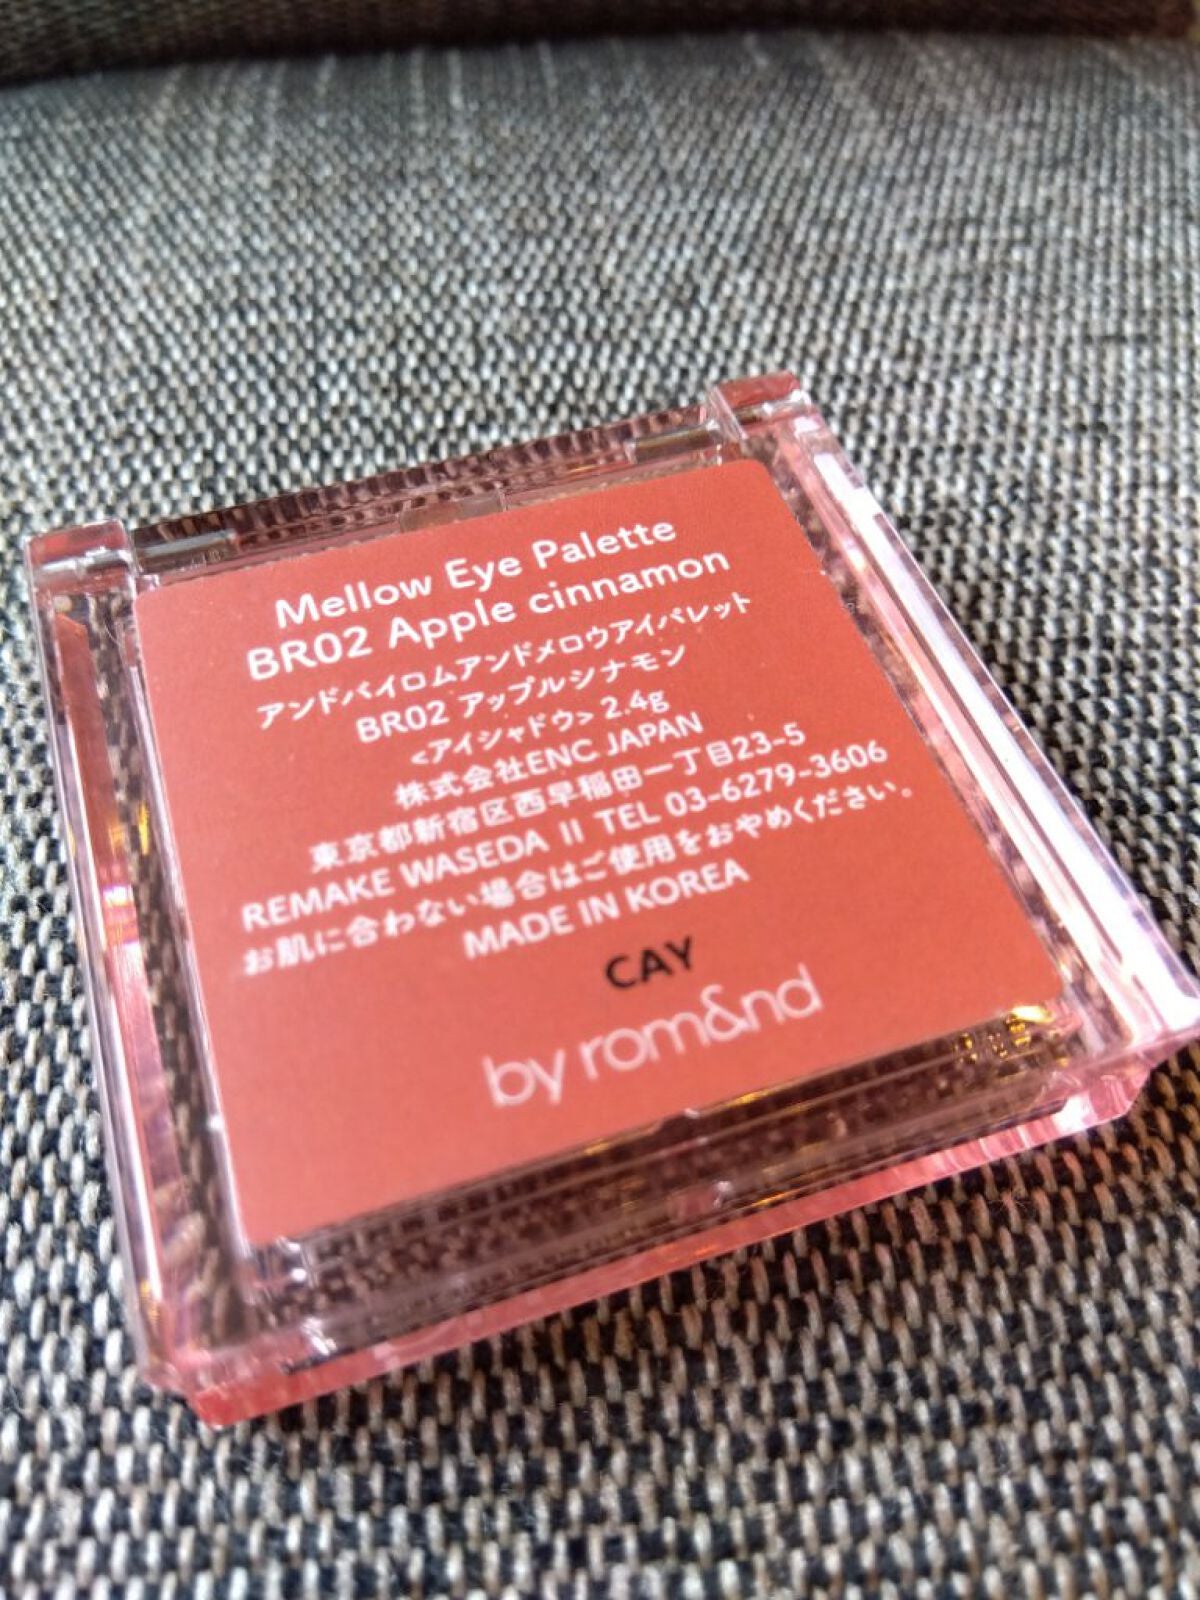 Mellow Eye Palette
BR02 Apple cinnamon
アンドバイロムアンドメロウアイパレット
BR02 アップルシナモン
<アイシャドウ> 2.4g
株式会社ENC JAPAN
東京都新宿区西早稲田一丁目23-5
REMAKE WASEDA II TEL 03-6279-3606
お肌に合わない場合はご使用をおやめください。
MADE IN KOREA
CAY
by rom&nd